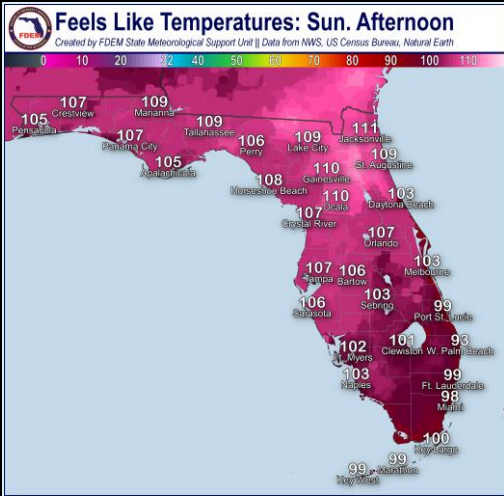 Feels Like Temperatures: Sun. Afternoon
Created by FDEM State Meteorological Support Unit || Data from NWS, US Census Bureau, Natural Earth
FDEM
0 10 20 32 40 50 60 70 80 90 100 110
105
Pensacola
107
Crestview
109
Marianna
107
Panama City
109
Tallahassee
105
Apalachicola
106
Perry
109
Lake City
111
Jacksonville
109
St. Augustine
110
Gainesville
108
Horseshoe Beach
110
Ocala
103
Daytona Beach
107
Crystal River
107
Orlando
103
Melbourne
107
Tampa
106
Bartow
103
Sebring
106
Sarasota
99
Port St. Lucie
102
Ft. Myers
101
Clewiston
93
W. Palm Beach
103
Naples
99
Ft. Lauderdale
98
Miami
100
Key Largo
99
Marathon
99
Key West